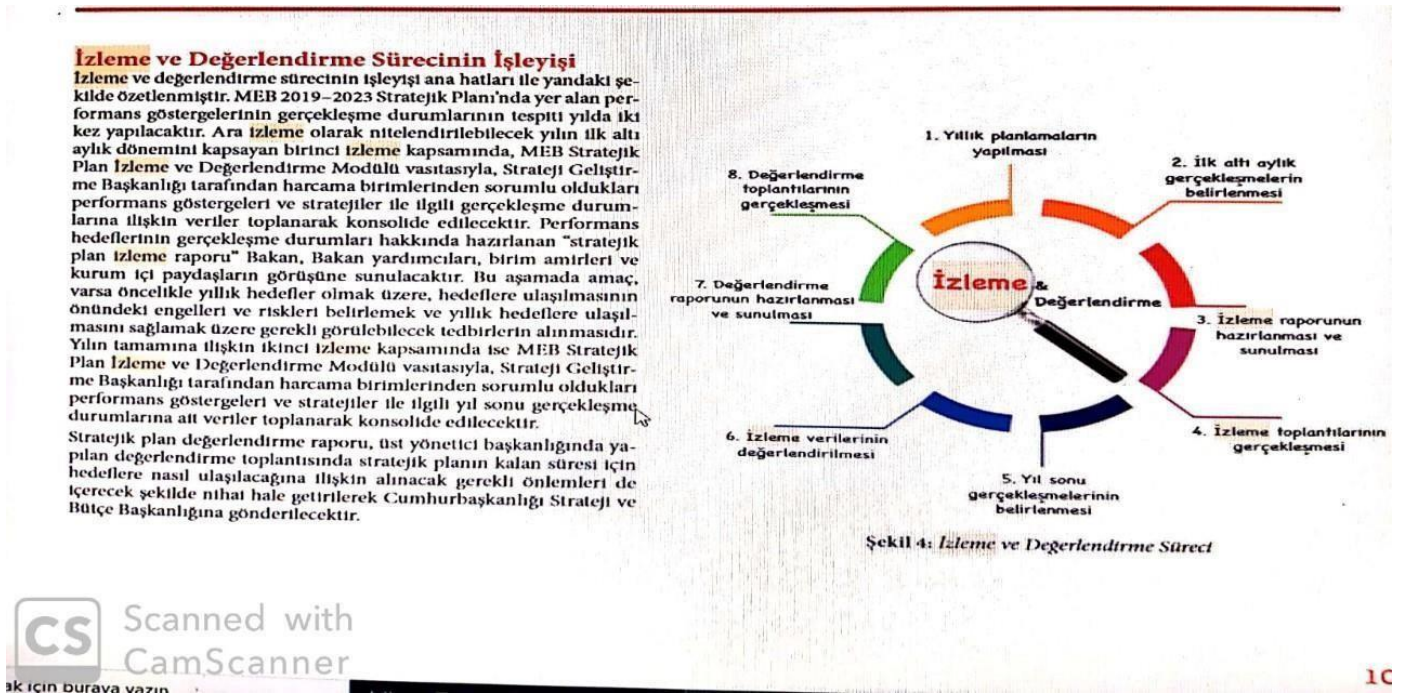 İzleme ve Değerlendirme Sürecinin İşleyişi
İzleme ve değerlendirme sürecinin işleyişi ana hatları ile yandaki şe-
kilde özetlenmiştir. MEB 2019–2023 Stratejik Planı'nda yer alan per-
formans göstergelerinin gerçekleşme durumlarının tespiti yılda iki
kez yapılacaktır. Ara izleme olarak nitelendirilebilecek yılın ilk altı
aylık dönemini kapsayan birinci izleme kapsamında, MEB Stratejik
Plan İzleme ve Değerlendirme Modülü vasıtasıyla, Strateji Geliştir-
me Başkanlığı tarafından harcama birimlerinden sorumlu oldukları
performans göstergeleri ve stratejiler ile ilgili gerçekleşme durum-
larına ilişkin veriler toplanarak konsolide edilecektir. Performans
hedeflerinin gerçekleşme durumları hakkında hazırlanan "stratejik
plan izleme raporu" Bakan, Bakan yardımcıları, birim amirleri ve
kurum içi paydaşların görüşüne sunulacaktır. Bu aşamada amaç,
varsa öncelikle yıllık hedefler olmak üzere, hedeflere ulaşılmasının
önündeki engelleri ve riskleri belirlemek ve yıllık hedeflere ulaşıl-
masını sağlamak üzere gerekli görülebilecek tedbirlerin alınmasıdır.
Yılın tamamına ilişkin ikinci izleme kapsamında ise MEB Stratejik
Plan İzleme ve Değerlendirme Modülü vasıtasıyla, Strateji Geliştir-
me Başkanlığı tarafından harcama birimlerinden sorumlu oldukları
performans göstergeleri ve stratejiler ile ilgili yıl sonu gerçekleşme
durumlarına ait veriler toplanarak konsolide edilecektir.
Stratejik plan değerlendirme raporu, üst yönetici başkanlığında ya-
pılan değerlendirme toplantısında stratejik planın kalan süresi için
hedeflere nasıl ulaşılacağına ilişkin alınacak gerekli önlemleri de
içerecek şekilde nihai hale getirilerek Cumhurbaşkanlığı Strateji ve
Bütçe Başkanlığına gönderilecektir.
1. Yıllık planlamaların
yapılması
2. İlk altı aylık
gerçekleşmelerin
belirlenmesi
3. İzleme raporunun
hazırlanması ve
sunulması
4. İzleme toplantılarının
gerçekleşmesi
5. Yıl sonu
gerçekleşmelerinin
belirlenmesi
6. İzleme verilerinin
değerlendirilmesi
7. Değerlendirme
raporunun hazırlanması
ve sunulması
8. Değerlendirme
toplantılarının
gerçekleşmesi
İzleme &
Değerlendirme
Şekil 4: İzleme ve Değerlendirme Süreci
CS
Scanned with
CamScanner
10
ak için buraya yazın